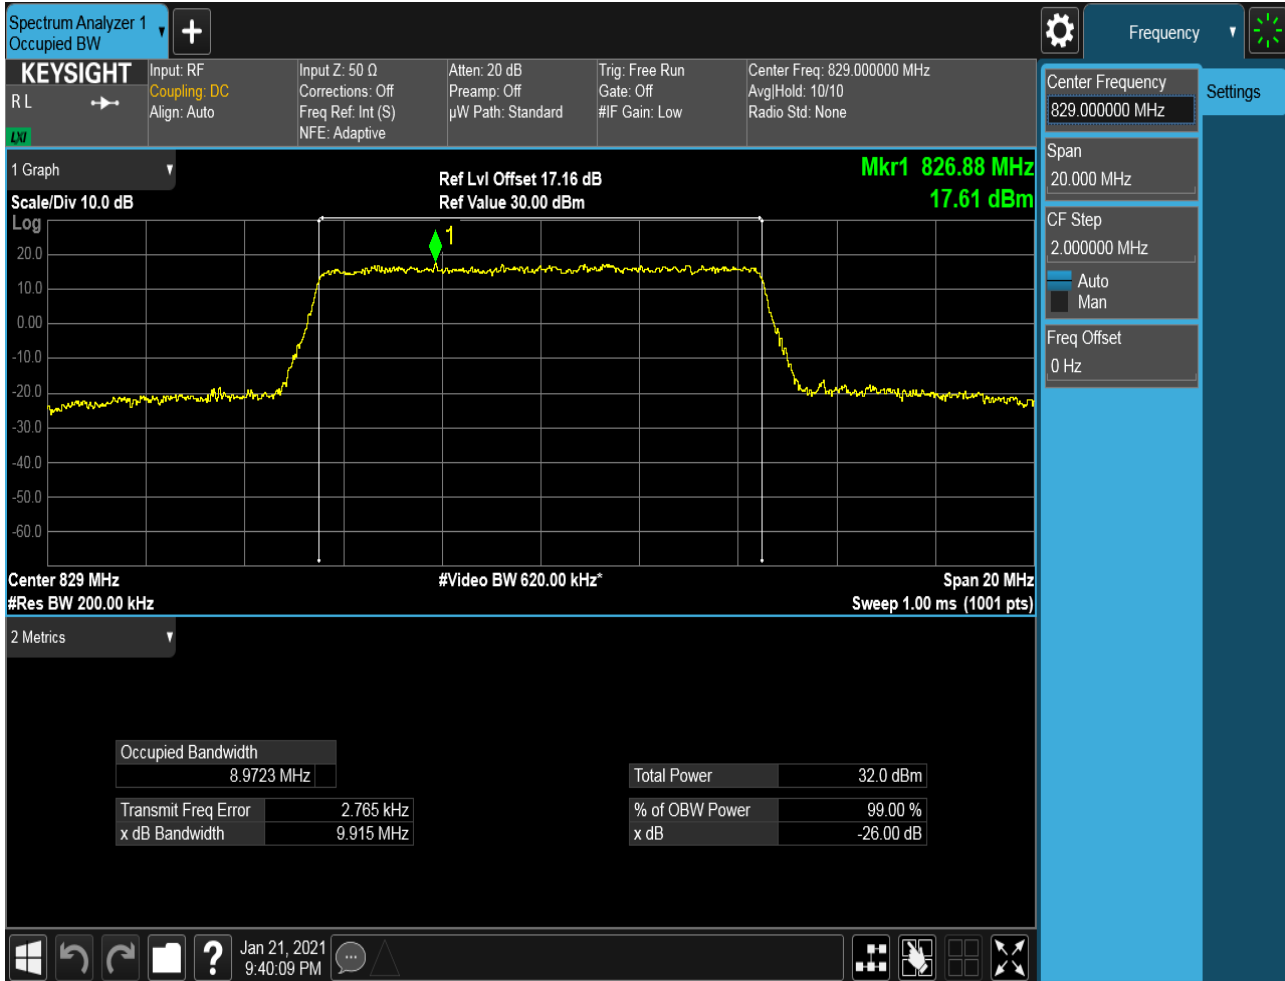 Spectrum Analyzer 1
Occupied BW
Frequency
KEYSIGHT
R L
LXI
Input: RF
Coupling: DC
Align: Auto
Input Z: 50 Ω
Corrections: Off
Freq Ref: Int (S)
NFE: Adaptive
Atten: 20 dB
Preamp: Off
µW Path: Standard
Trig: Free Run
Gate: Off
#IF Gain: Low
Center Freq: 829.000000 MHz
Avg|Hold: 10/10
Radio Std: None
Center Frequency
829.000000 MHz
Settings
Span
20.000 MHz
CF Step
2.000000 MHz
Auto
Man
Freq Offset
0 Hz
1 Graph
Scale/Div 10.0 dB
Ref Lvl Offset 17.16 dB
Ref Value 30.00 dBm
Mkr1 826.88 MHz
17.61 dBm
Log
1
20.0
10.0
0.00
-10.0
-20.0
-30.0
-40.0
-50.0
-60.0
Center 829 MHz
#Res BW 200.00 kHz
#Video BW 620.00 kHz*
Span 20 MHz
Sweep 1.00 ms (1001 pts)
2 Metrics
Occupied Bandwidth
8.9723 MHz
Total Power 32.0 dBm
Transmit Freq Error 2.765 kHz
% of OBW Power 99.00 %
x dB Bandwidth 9.915 MHz
x dB -26.00 dB
?
Jan 21, 2021
9:40:09 PM